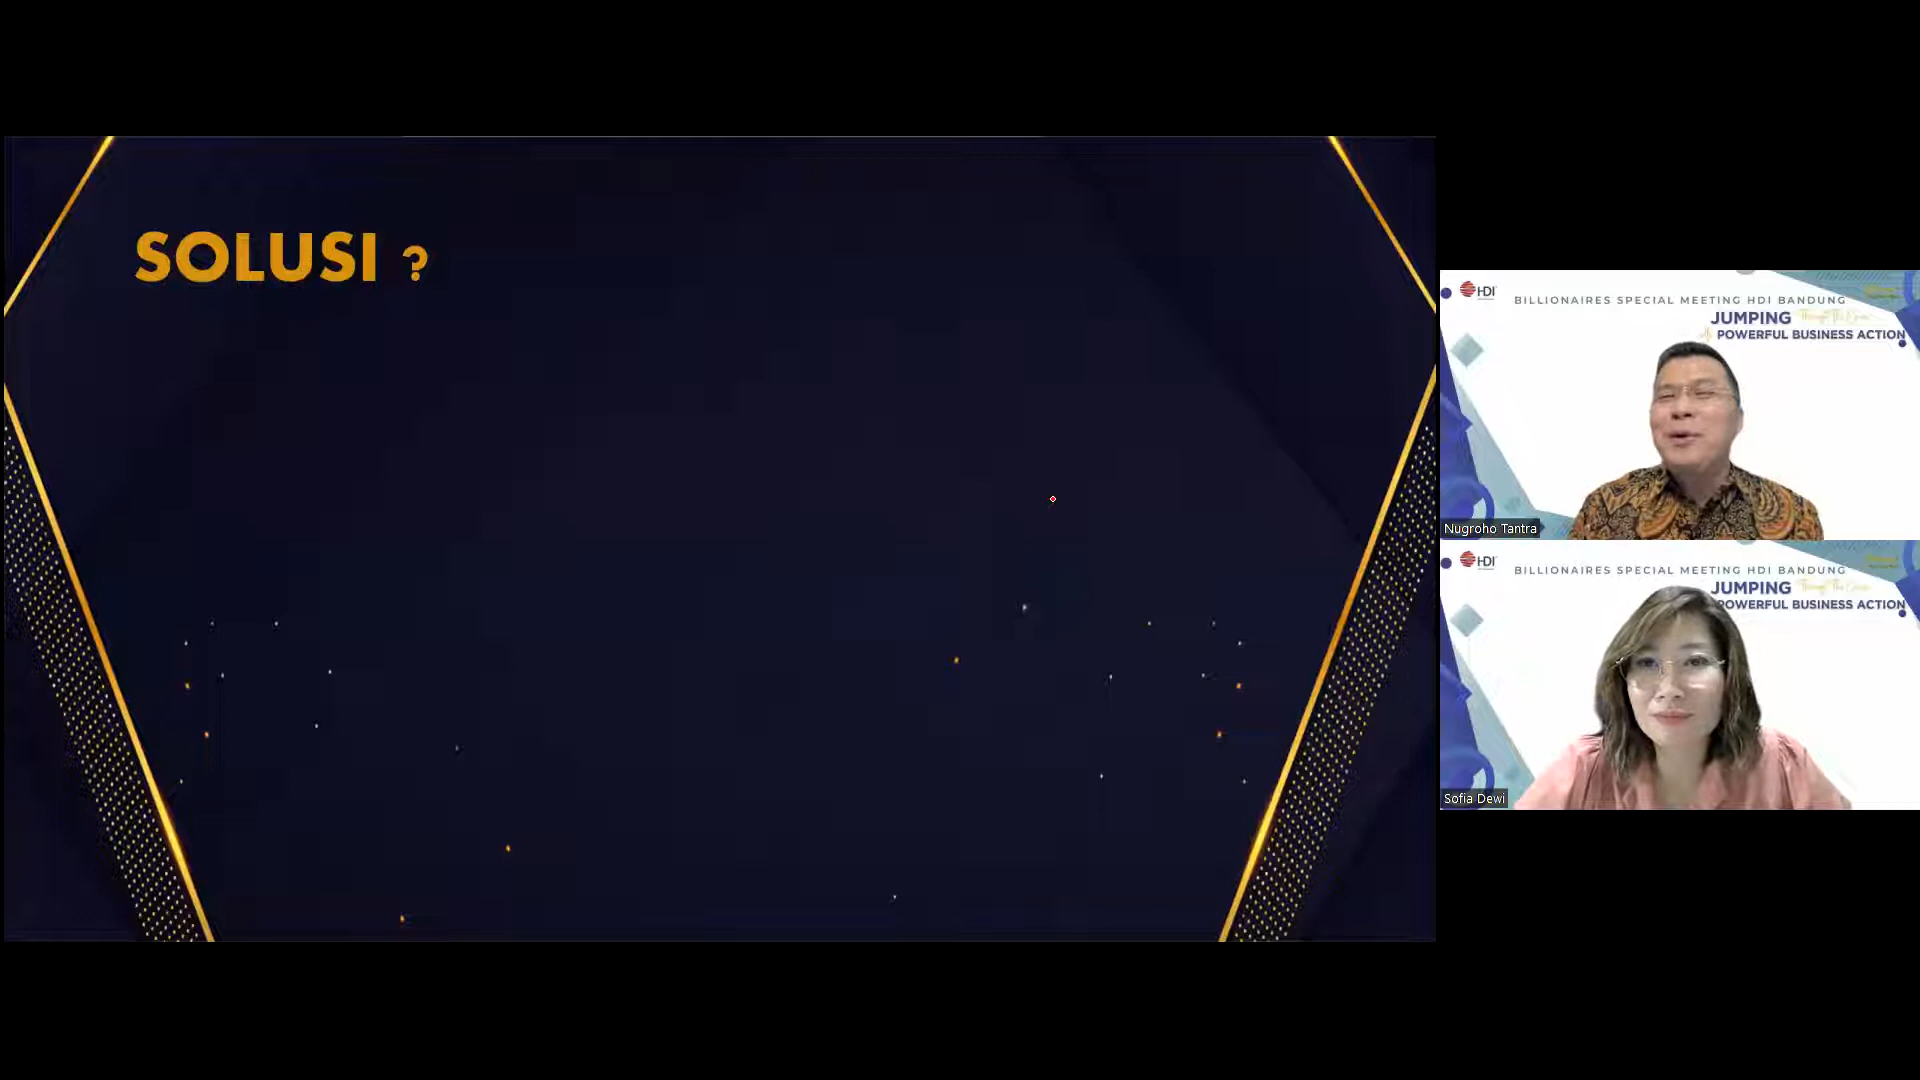 SOLUSI ?
HDI
BILLIONAIRES SPECIAL MEETING HDI BANDUNG
JUMPING
POWERFUL BUSINESS ACTION
Nugroho Tantra
HDI
BILLIONAIRES SPECIAL MEETING HDI BANDUNG
JUMPING
POWERFUL BUSINESS ACTION
Sofia Dewi